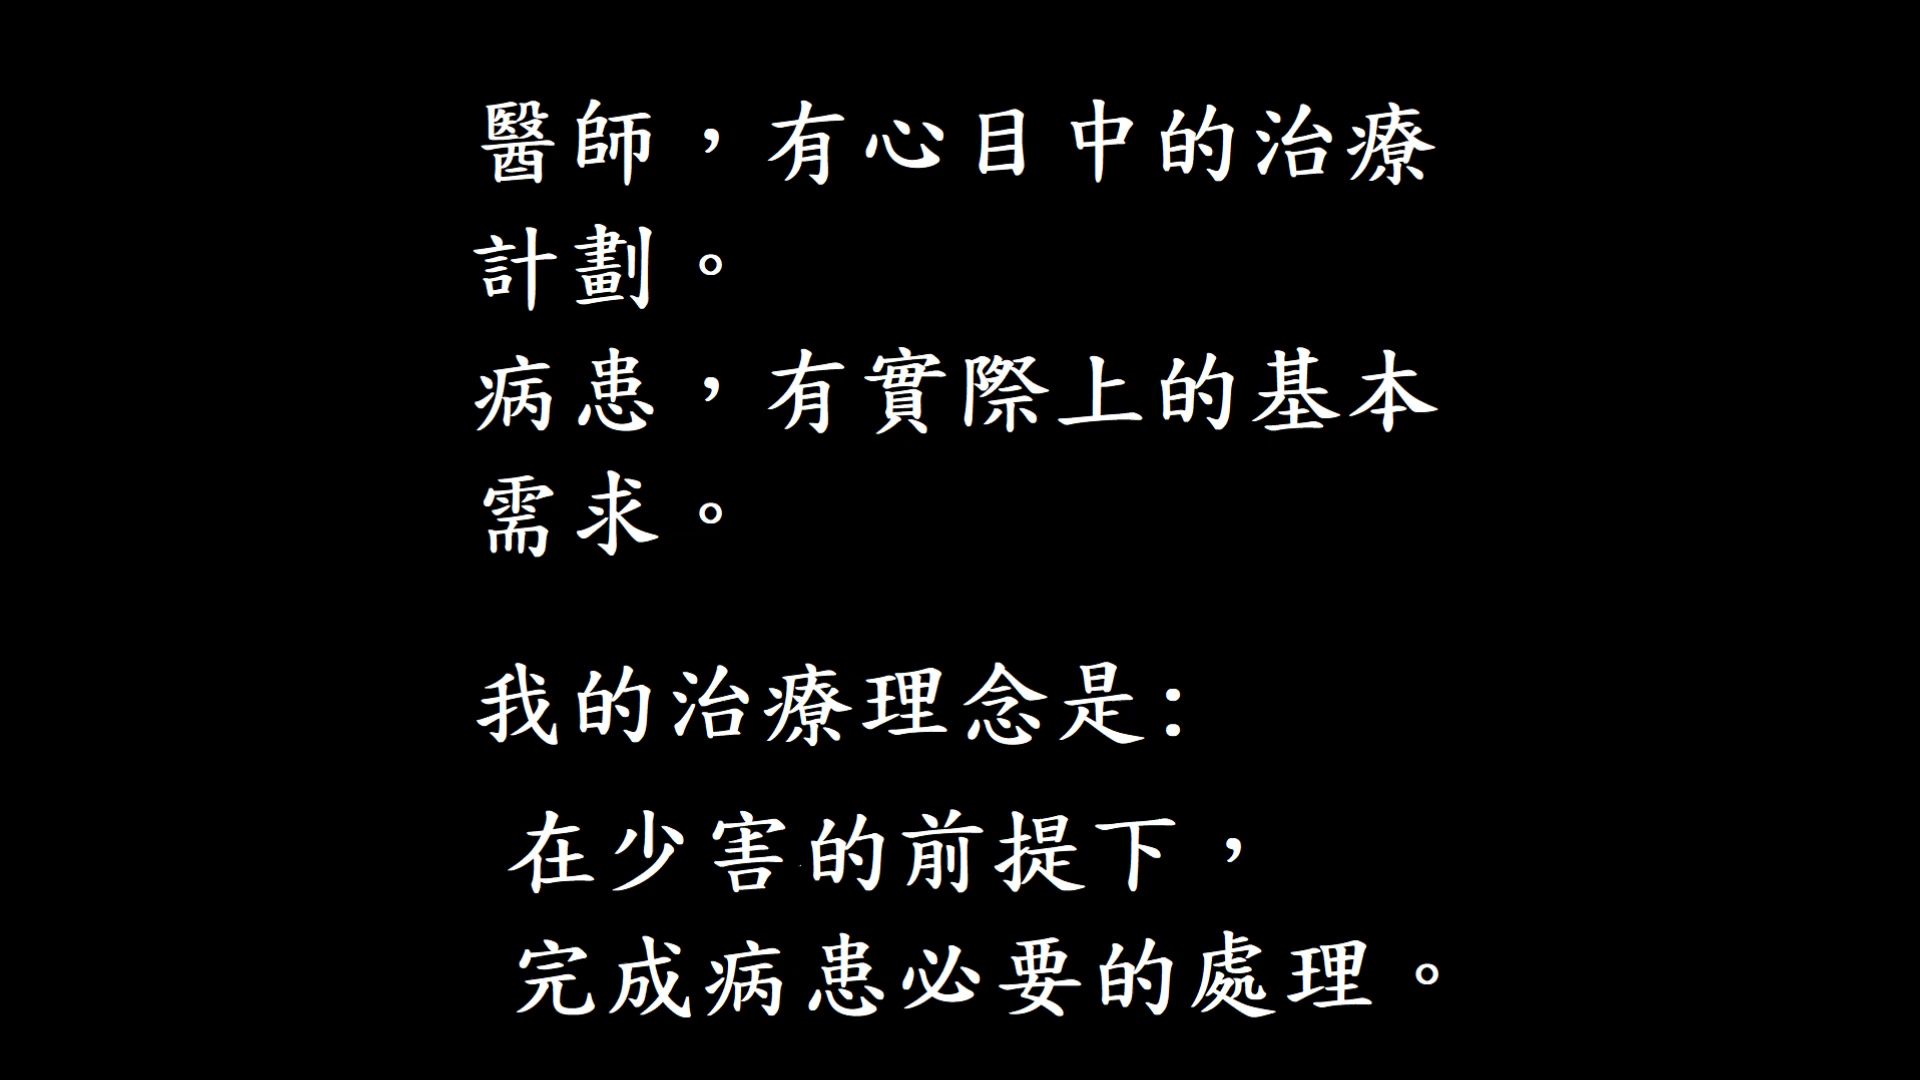 醫師，有心目中的治療
計劃。
病患，有實際上的基本
需求。
我的治療理念是:
在少害的前提下，
完成病患必要的處理。